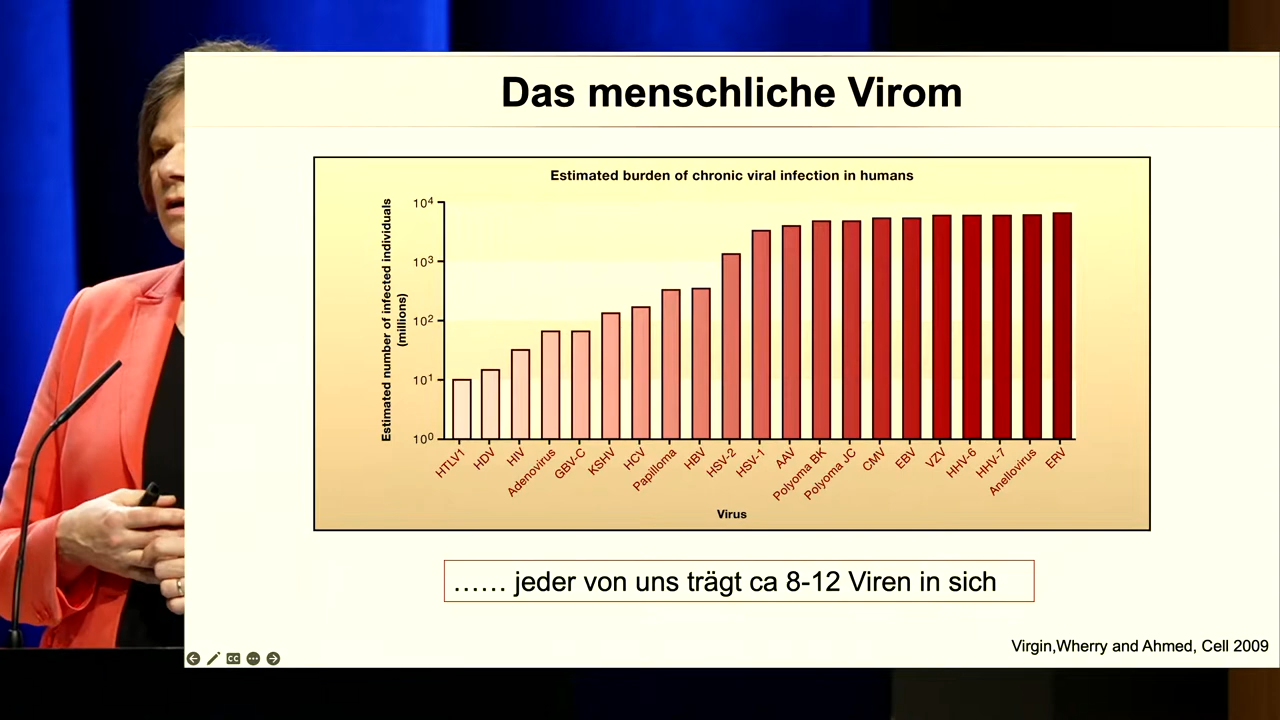 Das menschliche Virom
Estimated burden of chronic viral infection in humans
Estimated number of infected individuals
(millions)
10⁴
10³
10²
10¹
10⁰
HTLV1
HDV
HIV
Adenovirus
GBV-C
KSHV
HCV
Papilloma
HBV
HSV-2
HSV-1
AAV
Polyoma BK
Polyoma JC
CMV
EBV
VZV
HHV-6
HHV-7
Anellovirus
ERV
Virus
…… jeder von uns trägt ca 8-12 Viren in sich
Virgin,Wherry and Ahmed, Cell 2009
CC